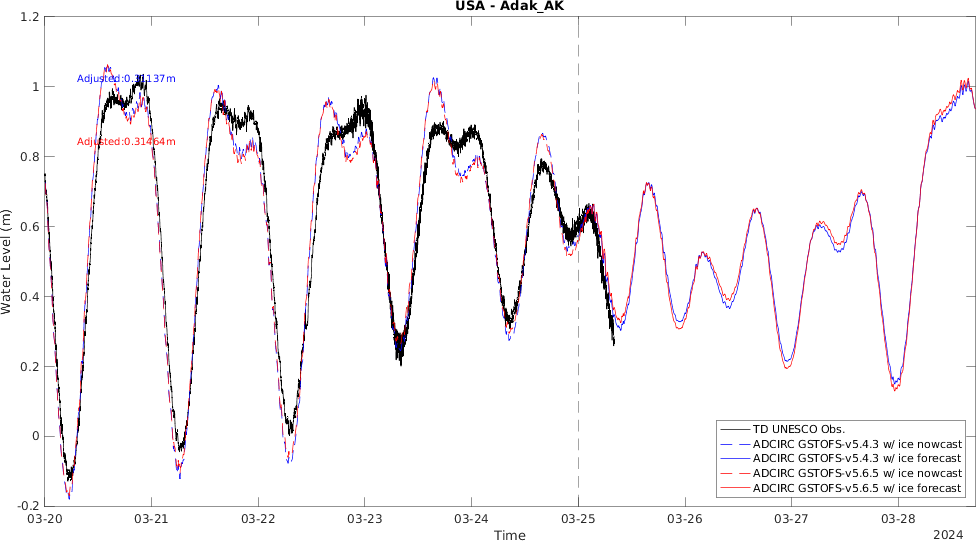 USA - Adak_AK
1.2
1
0.8
0.6
0.4
0.2
0
-0.2
Water Level (m)
Adjusted:0.31137m
Adjusted:0.31464m
TD UNESCO Obs.
ADCIRC GSTOFS-v5.4.3 w/ ice nowcast
ADCIRC GSTOFS-v5.4.3 w/ ice forecast
ADCIRC GSTOFS-v5.6.5 w/ ice nowcast
ADCIRC GSTOFS-v5.6.5 w/ ice forecast
03-20 03-21 03-22 03-23 03-24 03-25 03-26 03-27 03-28
Time
2024